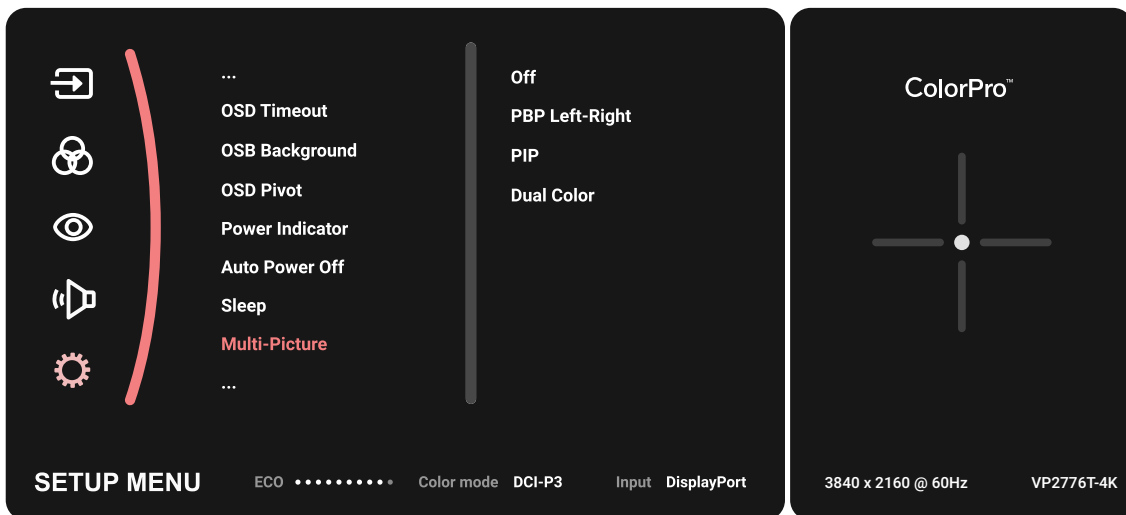 ...
OSD Timeout
OSB Background
OSD Pivot
Power Indicator
Auto Power Off
Sleep
Multi-Picture
...
Off
PBP Left-Right
PIP
Dual Color
SETUP MENU
ECO
Color mode DCI-P3
Input DisplayPort
ColorPro™
3840 x 2160 @ 60Hz
VP2776T-4K